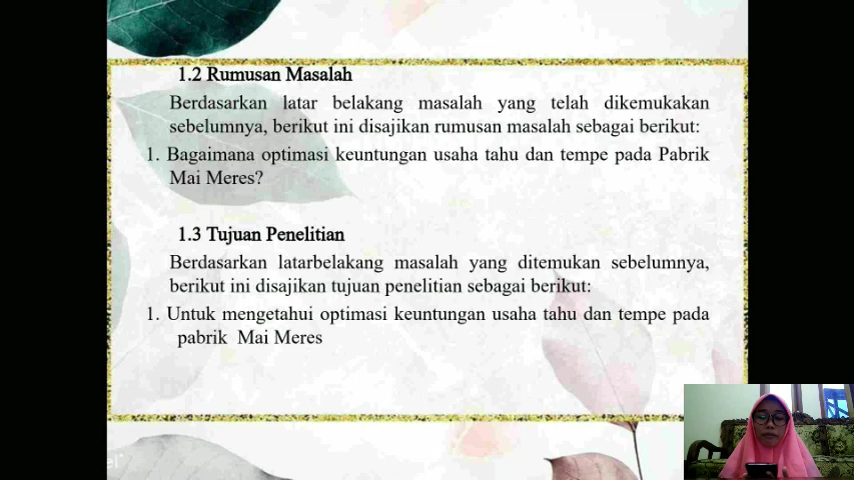 1.2 Rumusan Masalah
Berdasarkan latar belakang masalah yang telah dikemukakan
sebelumnya, berikut ini disajikan rumusan masalah sebagai berikut:
1. Bagaimana optimasi keuntungan usaha tahu dan tempe pada Pabrik
Mai Meres?
1.3 Tujuan Penelitian
Berdasarkan latarbelakang masalah yang ditemukan sebelumnya,
berikut ini disajikan tujuan penelitian sebagai berikut:
1. Untuk mengetahui optimasi keuntungan usaha tahu dan tempe pada
pabrik Mai Meres